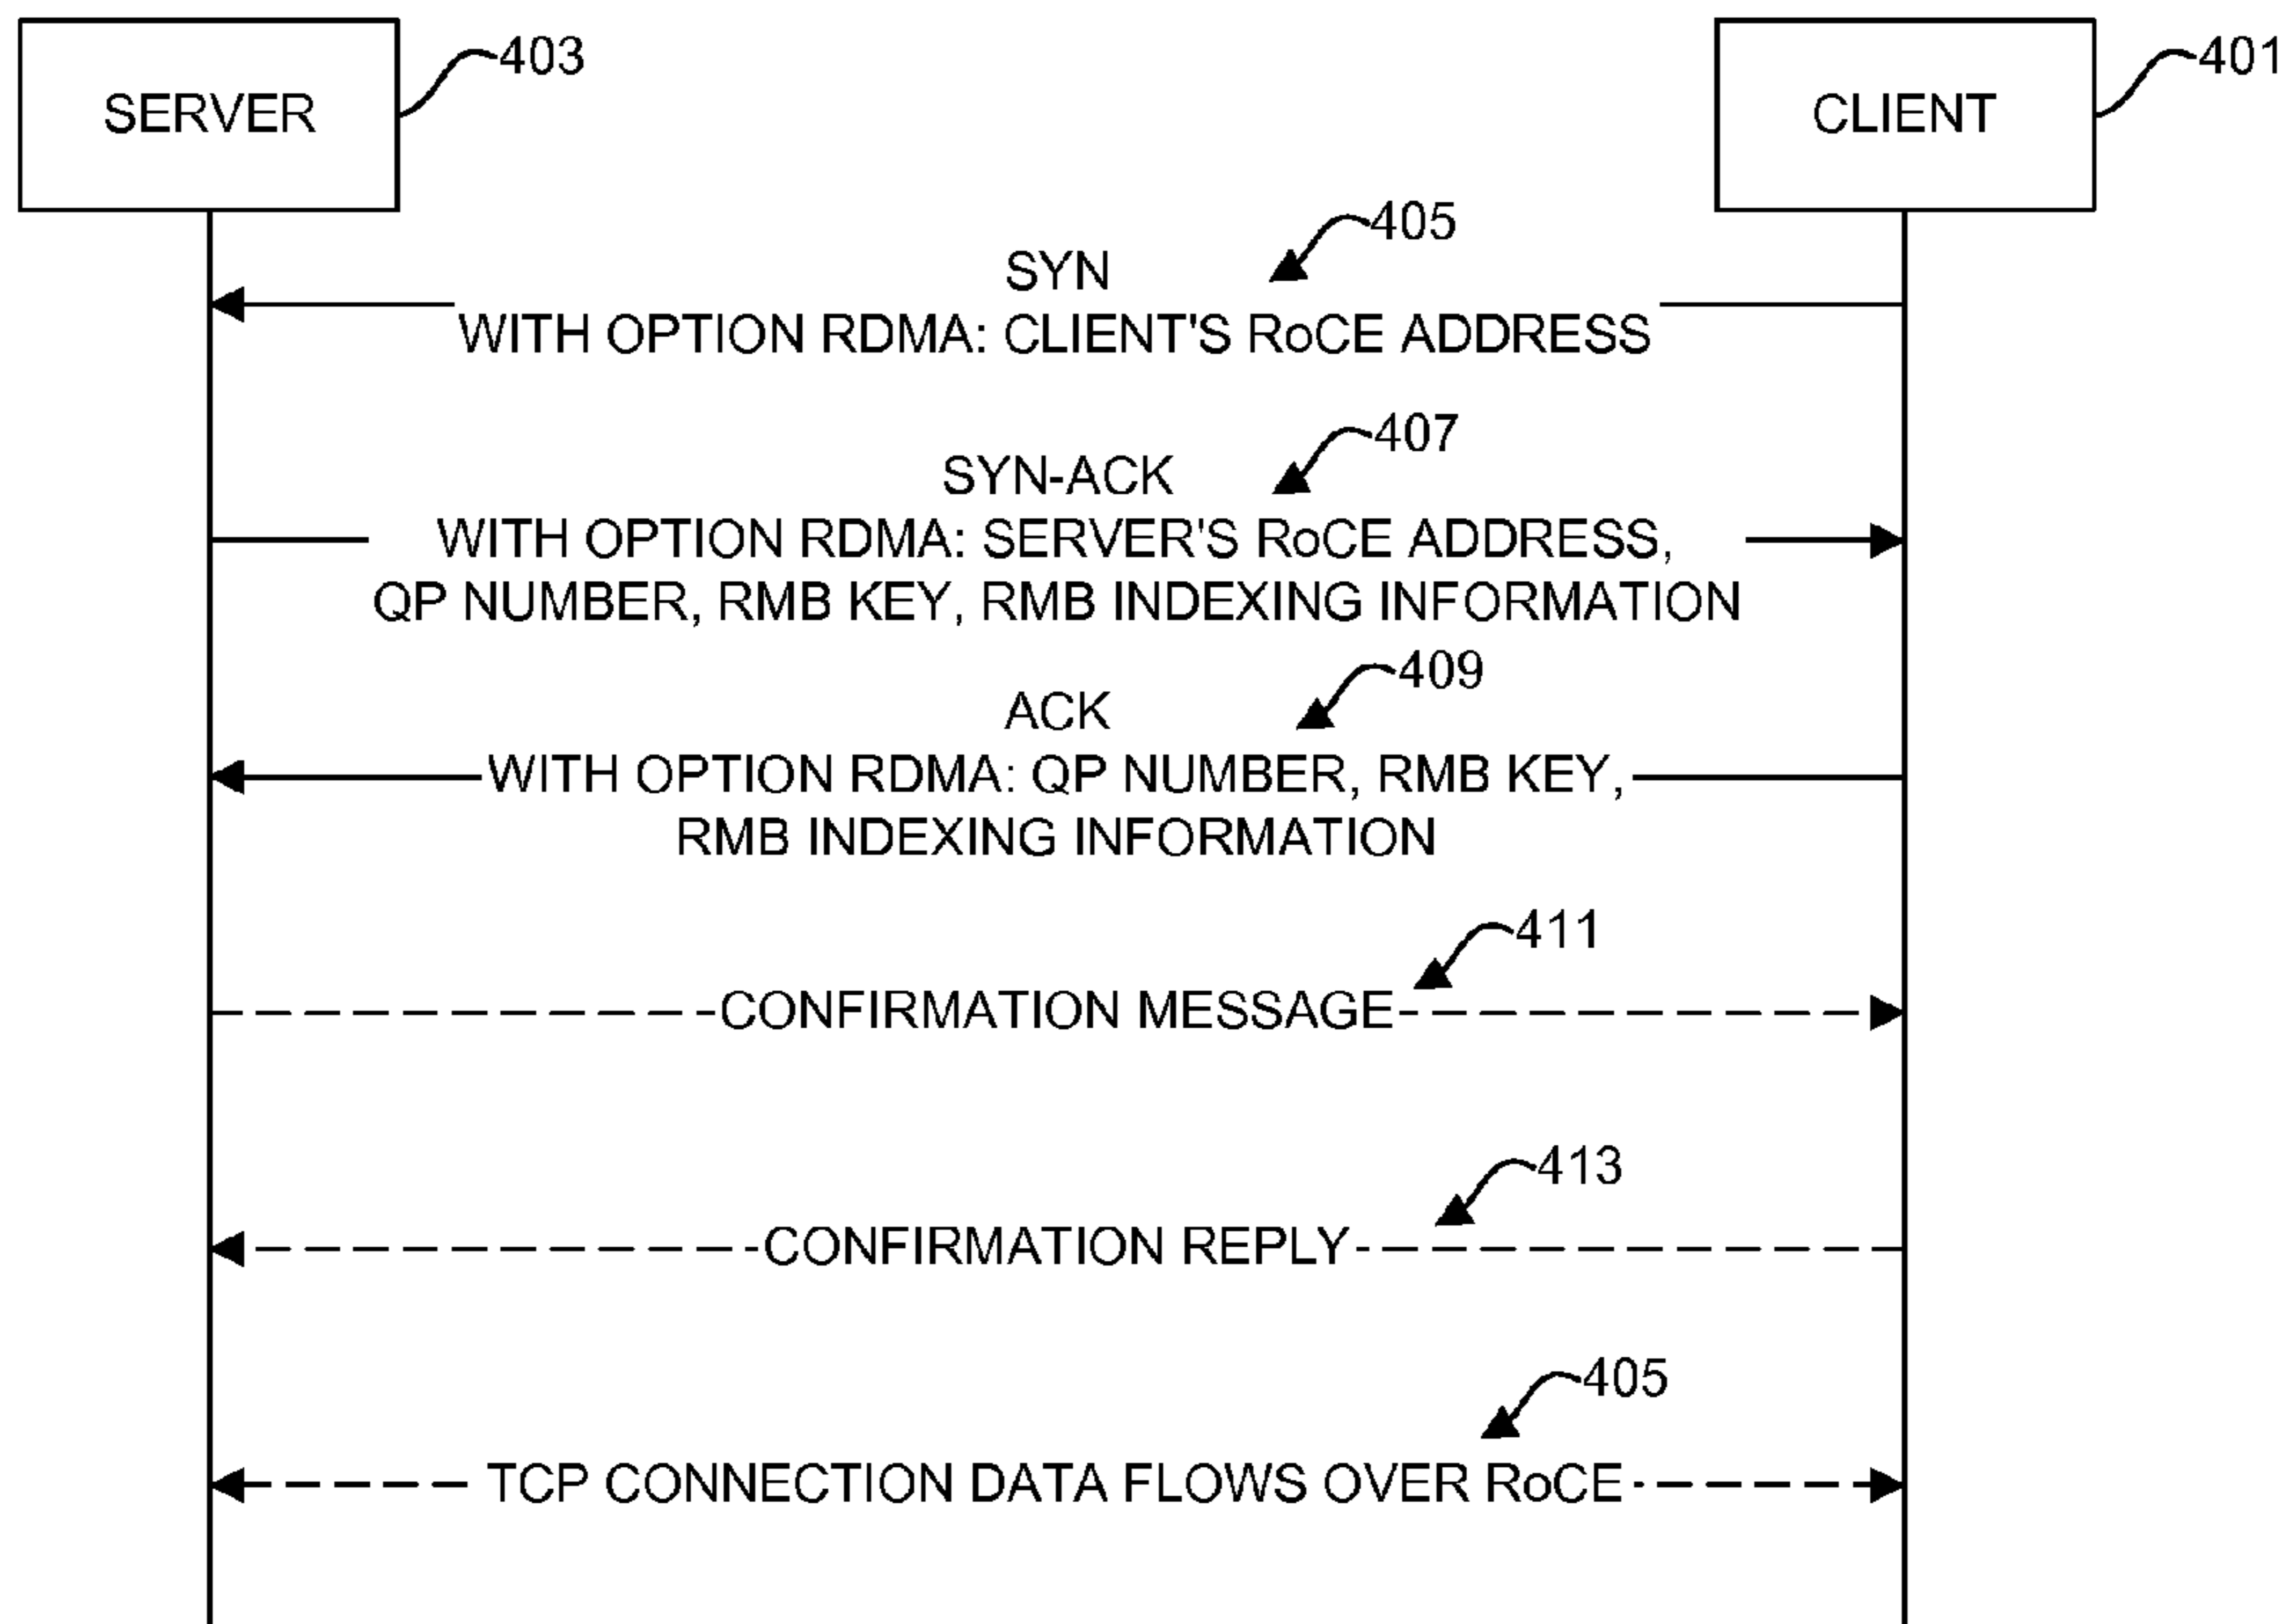 SERVER
403
CLIENT
401
405
SYN
WITH OPTION RDMA: CLIENT'S RoCE ADDRESS
407
SYN-ACK
WITH OPTION RDMA: SERVER'S RoCE ADDRESS,
QP NUMBER, RMB KEY, RMB INDEXING INFORMATION
409
ACK
WITH OPTION RDMA: QP NUMBER, RMB KEY,
RMB INDEXING INFORMATION
411
CONFIRMATION MESSAGE
413
CONFIRMATION REPLY
405
TCP CONNECTION DATA FLOWS OVER RoCE